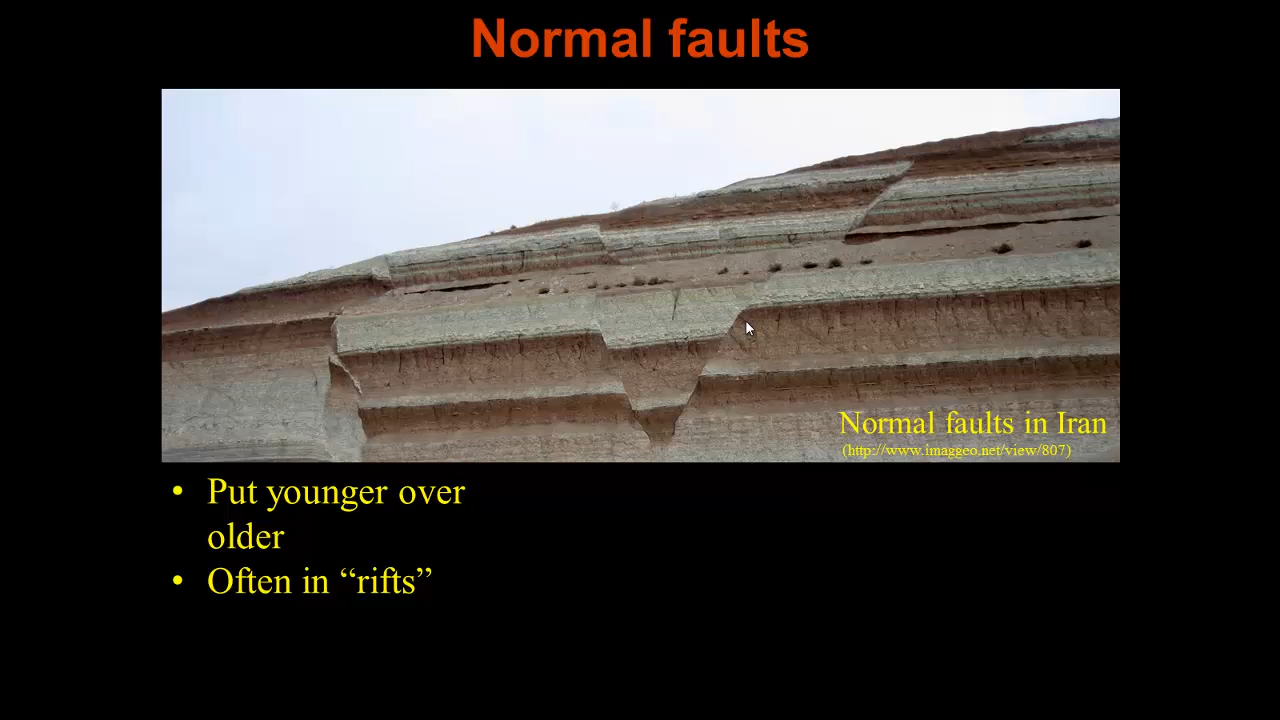 Normal faults
Normal faults in Iran
(http://www.imaggeo.net/view/807)
• Put younger over
older
• Often in “rifts”